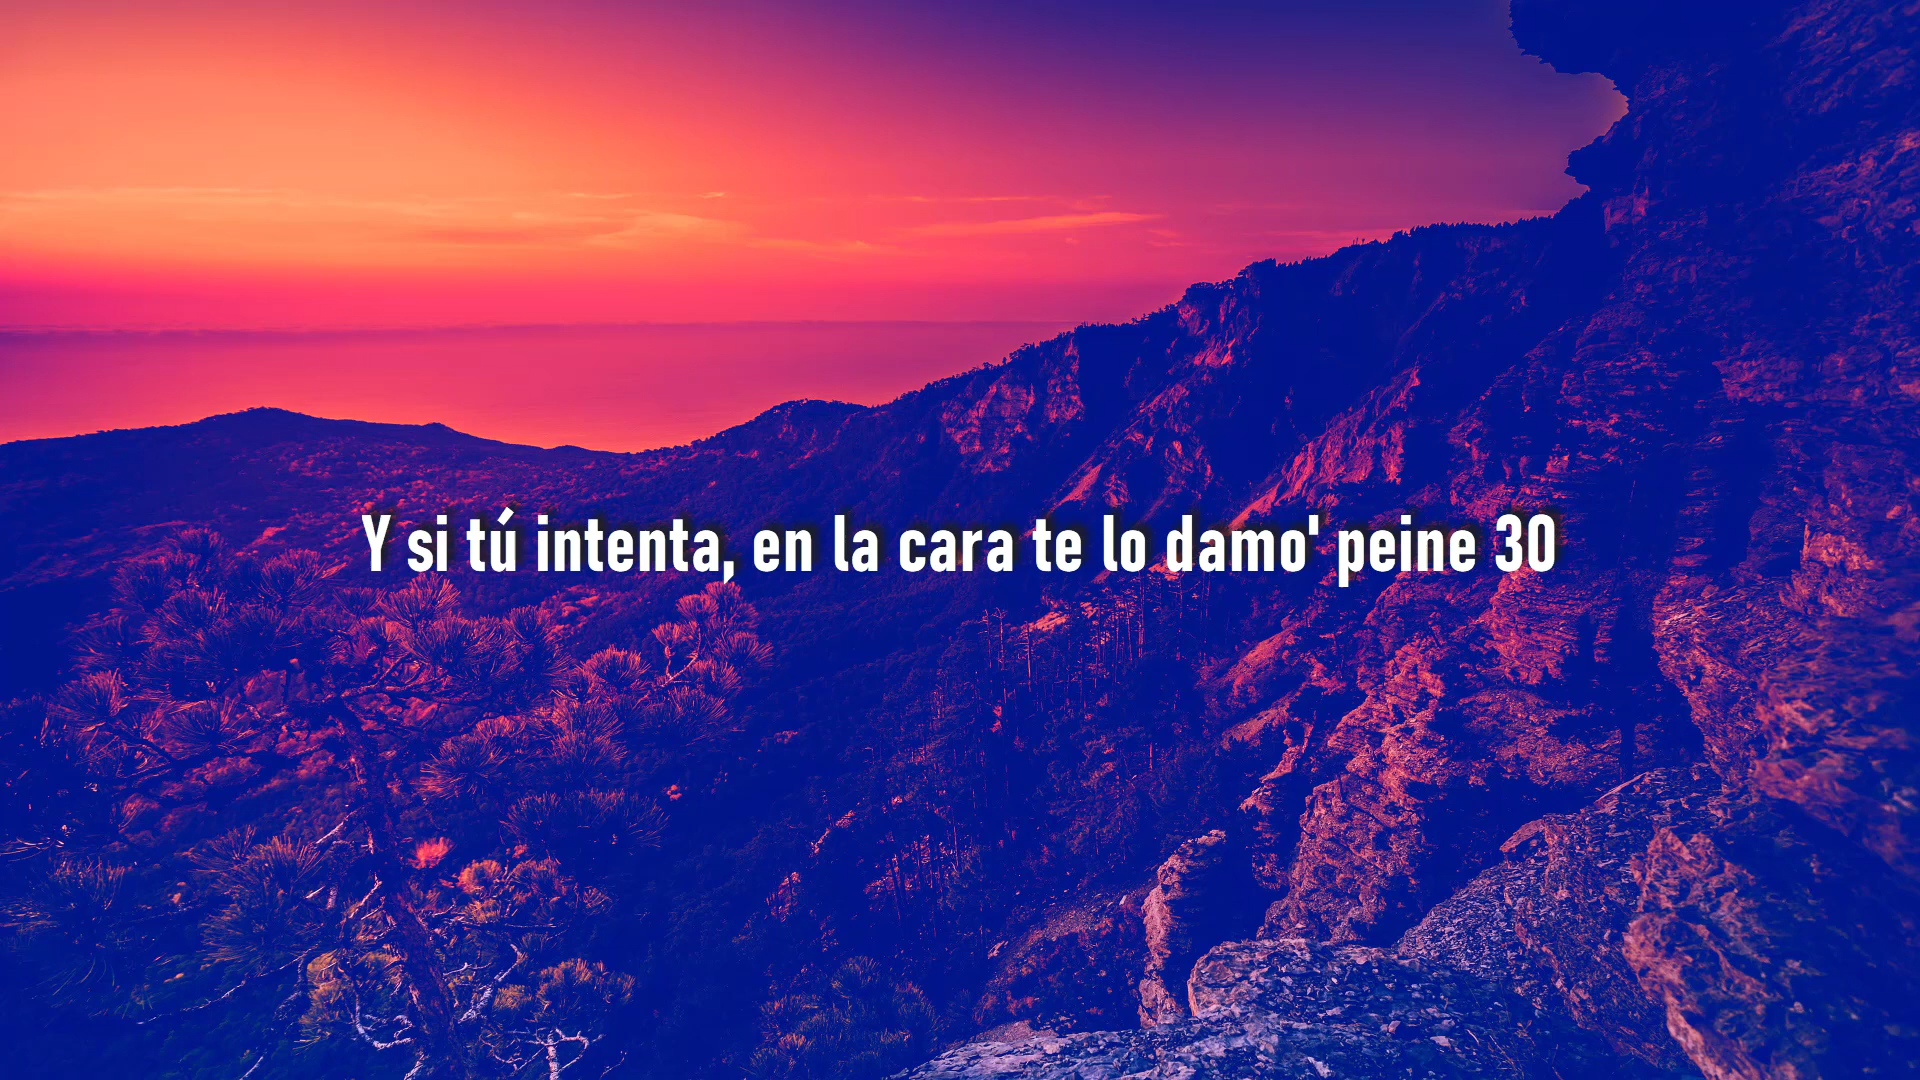 Y si tú intenta, en la cara te lo damo' peine 30